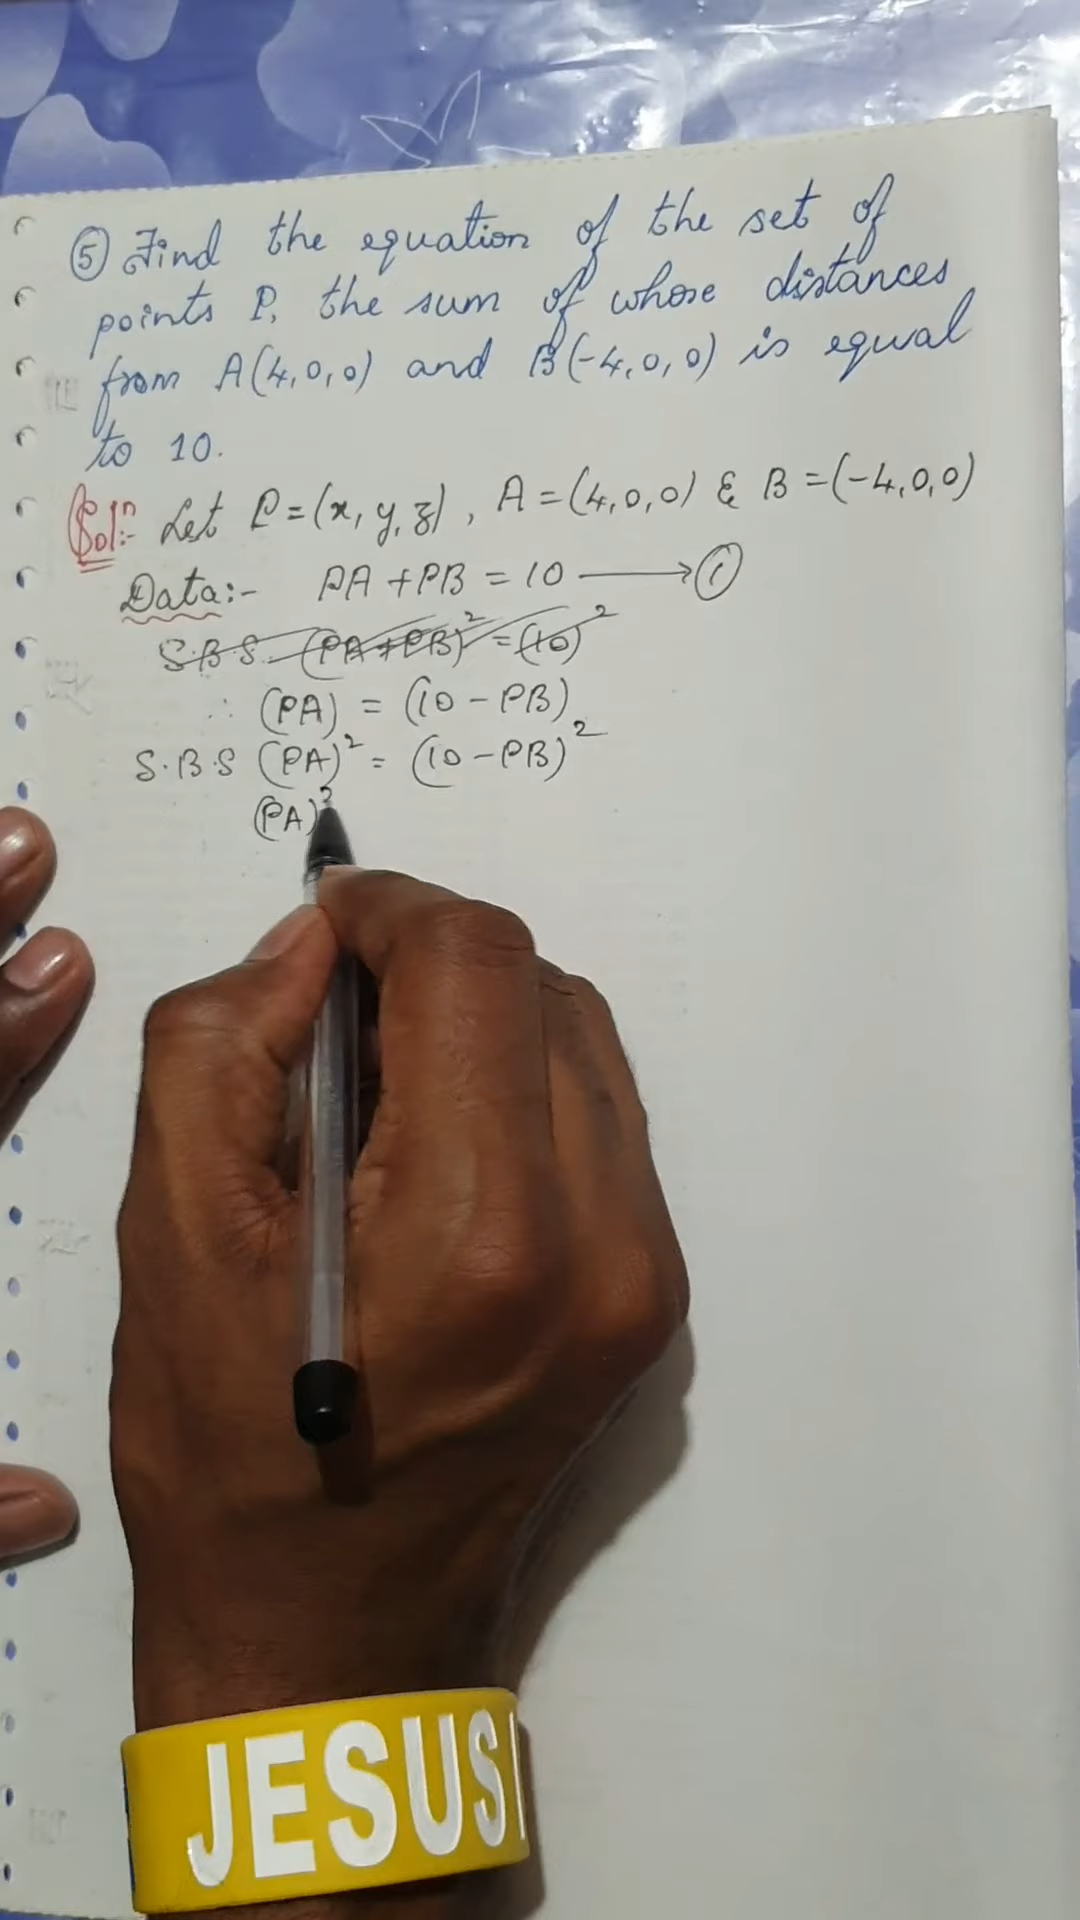 ⑤ Find the equation of the set of
points P, the sum of whose distances
from A(4,0,0) and B(-4,0,0) is equal
to 10.
Solⁿ:- Let P=(x, y, z), A=(4,0,0) & B=(-4,0,0)
Data:- PA+PB=10 ⟶ ①
S.B.S. (PA+PB)²=(10)²
∴ (PA) = (10-PB)
S.B.S (PA)² = (10-PB)²
(PA)²
JESUS